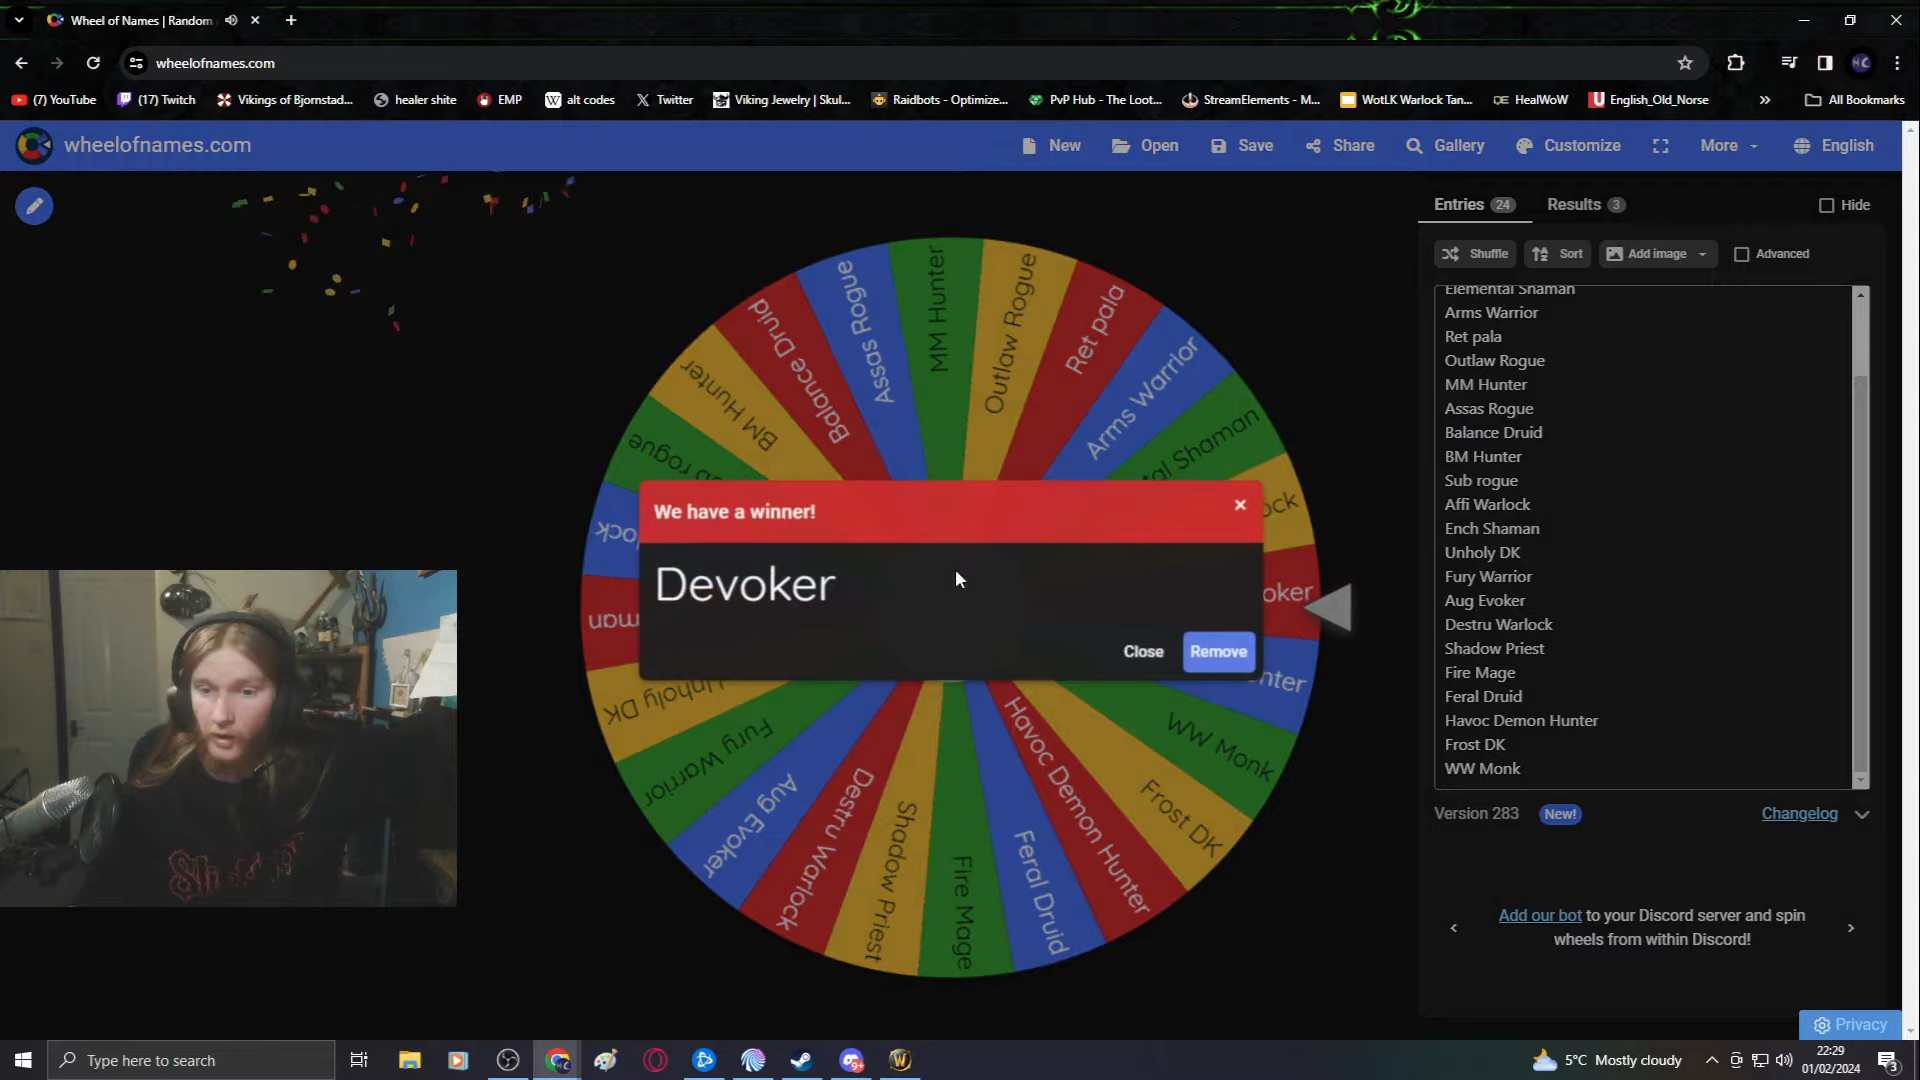 Wheel of Names | Random
wheelofnames.com
(7) YouTube
(17) Twitch
Vikings of Bjornstad...
healer shite
EMP
alt codes
Twitter
Viking Jewelry | Skul...
Raidbots - Optimize...
PvP Hub - The Loot...
StreamElements - M...
WotLK Warlock Tan...
HealWoW
English_Old_Norse
All Bookmarks
wheelofnames.com
New
Open
Save
Share
Gallery
Customize
More
English
Entries 24
Results 3
Hide
Shuffle
Sort
Add image
Advanced
Elemental Shaman
Arms Warrior
Ret pala
Outlaw Rogue
MM Hunter
Assas Rogue
Balance Druid
BM Hunter
Sub rogue
Affi Warlock
Ench Shaman
Unholy DK
Fury Warrior
Aug Evoker
Destru Warlock
Shadow Priest
Fire Mage
Feral Druid
Havoc Demon Hunter
Frost DK
WW Monk
Version 283 New!
Changelog
Add our bot to your Discord server and spin
wheels from within Discord!
Privacy
MM Hunter
Outlaw Rogue
Ret pala
Arms Warrior
tal Shaman
ock
oker
nter
WW Monk
Frost DK
Havoc Demon Hunter
Feral Druid
Fire Mage
Shadow Priest
Destru Warlock
Aug Evoker
Fury Warrior
Unholy DK
man
lock
b rogue
BM Hunter
Balance Druid
Assas Rogue
We have a winner!
Devoker
Close
Remove
Type here to search
5°C Mostly cloudy
22:29
01/02/2024